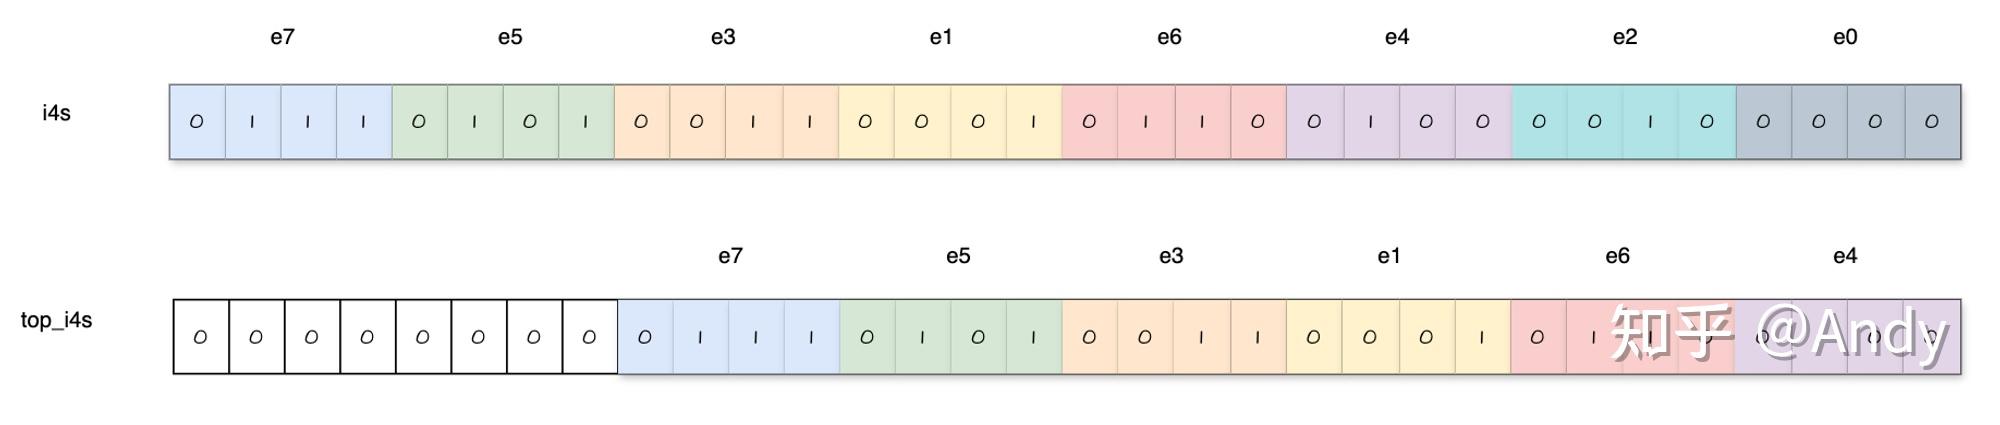 e7 e5 e3 e1 e6 e4 e2 e0
i4s 0 1 1 1 0 1 0 1 0 0 1 1 0 0 0 1 0 1 1 0 0 1 0 0 0 0 1 0 0 0 0 0
e7 e5 e3 e1 e6 e4
top_i4s 0 0 0 0 0 0 0 0 0 1 1 1 0 1 0 1 0 0 1 1 0 0 0 1 0 1 1 0 0 0 0
知乎 @Andy